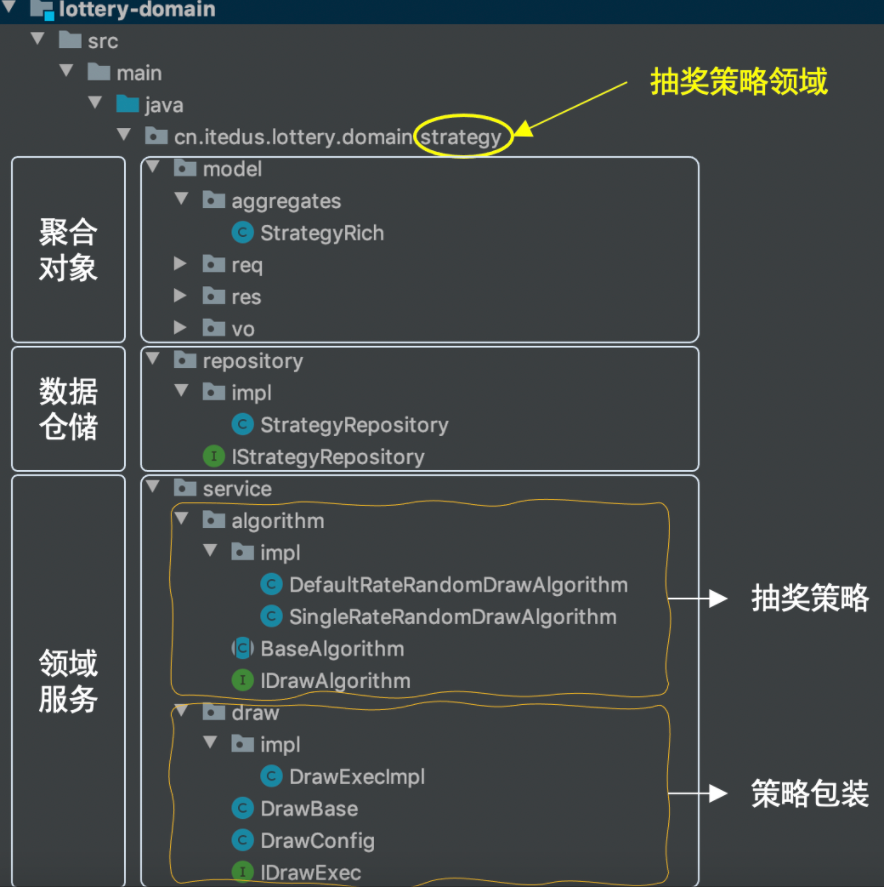 lottery-domain
src
抽奖策略领域
main
java
cn.itedus.lottery.domain.strategy
聚合
对象
model
aggregates
StrategyRich
req
res
vo
数据
仓储
repository
impl
StrategyRepository
IStrategyRepository
领域
服务
service
algorithm
impl
DefaultRateRandomDrawAlgorithm
SingleRateRandomDrawAlgorithm
BaseAlgorithm
IDrawAlgorithm
抽奖策略
draw
impl
DrawExecImpl
DrawBase
DrawConfig
IDrawExec
策略包装